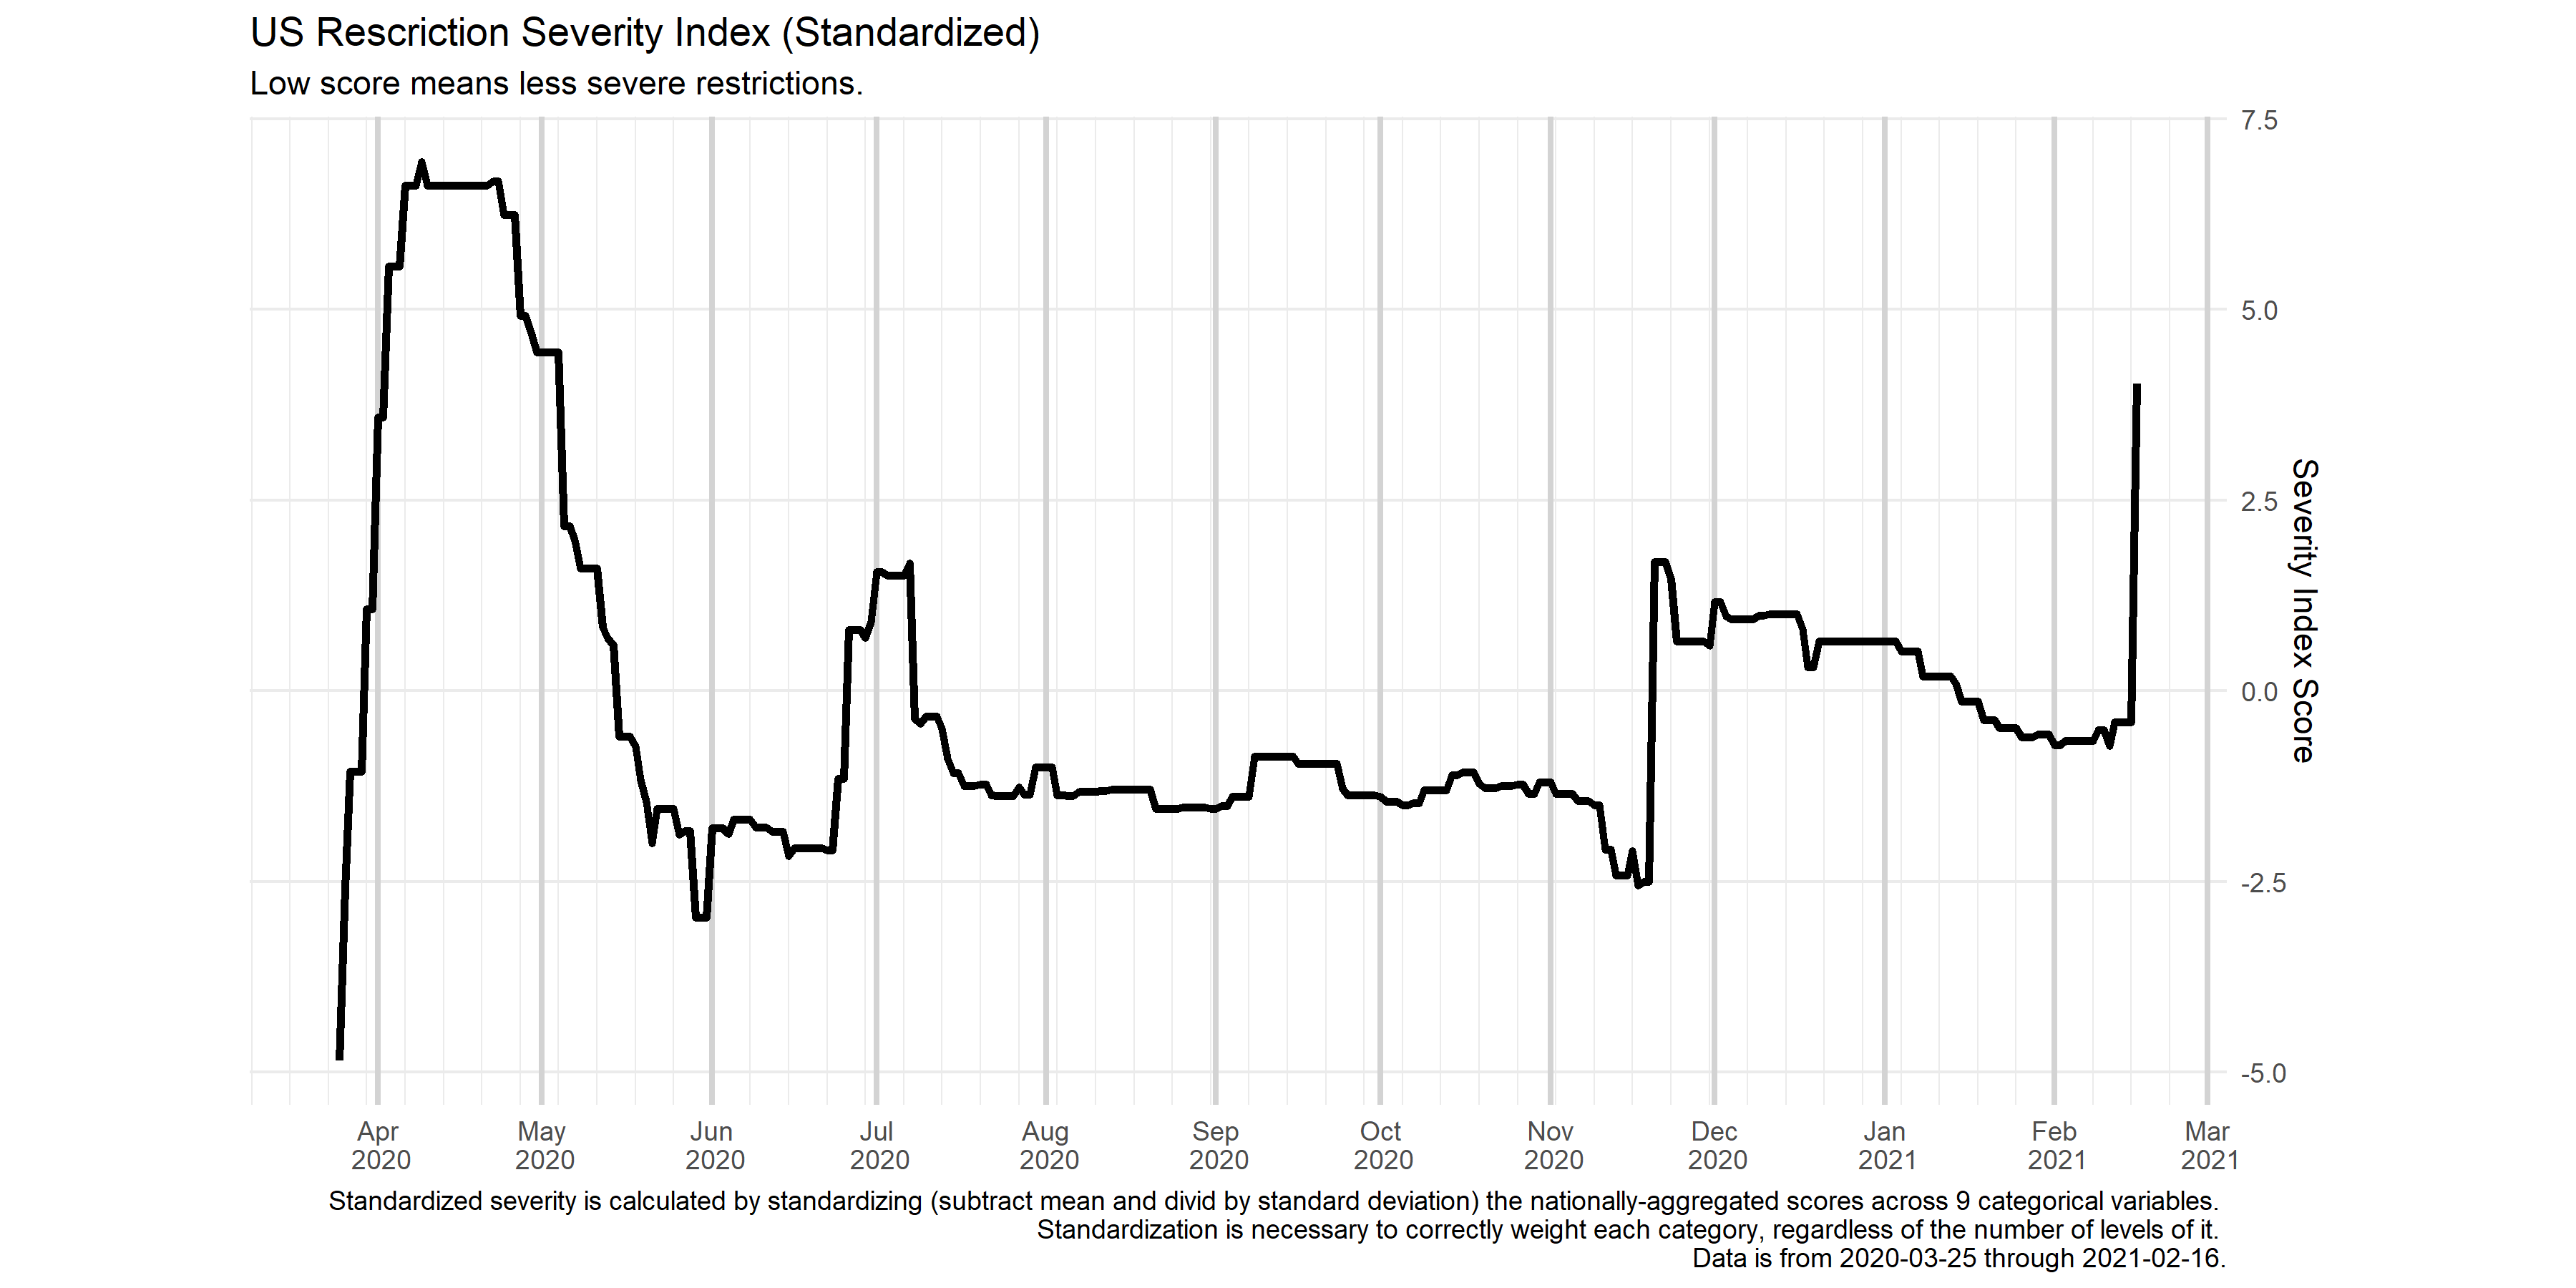 US Rescriction Severity Index (Standardized)
Low score means less severe restrictions.
7.5
5.0
2.5
0.0
-2.5
-5.0
Severity Index Score
Apr May Jun Jul Aug Sep Oct Nov Dec Jan Feb Mar
2020 2020 2020 2020 2020 2020 2020 2020 2020 2021 2021 2021
Standardized severity is calculated by standardizing (subtract mean and divid by standard deviation) the nationally-aggregated scores across 9 categorical variables.
Standardization is necessary to correctly weight each category, regardless of the number of levels of it.
Data is from 2020-03-25 through 2021-02-16.